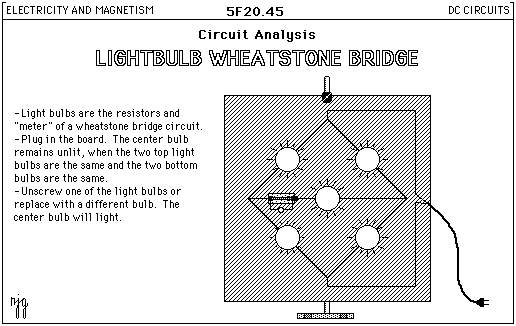 ELECTRICITY AND MAGNETISM 5F20.45 DC CIRCUITS
Circuit Analysis
LIGHTBULB WHEATSTONE BRIDGE
-Light bulbs are the resistors and
"meter" of a wheatstone bridge circuit.
-Plug in the board. The center bulb
remains unlit, when the two top light
bulbs are the same and the two bottom
bulbs are the same.
-Unscrew one of the light bulbs or
replace with a different bulb. The
center bulb will light.
njg